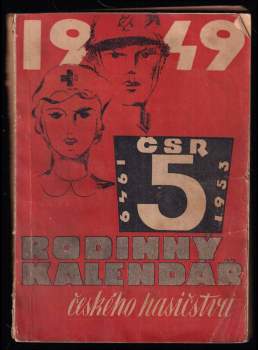 1949
ČSR
1949 5 1953
RODINNÝ
KALENDÁŘ
českého hasičstva